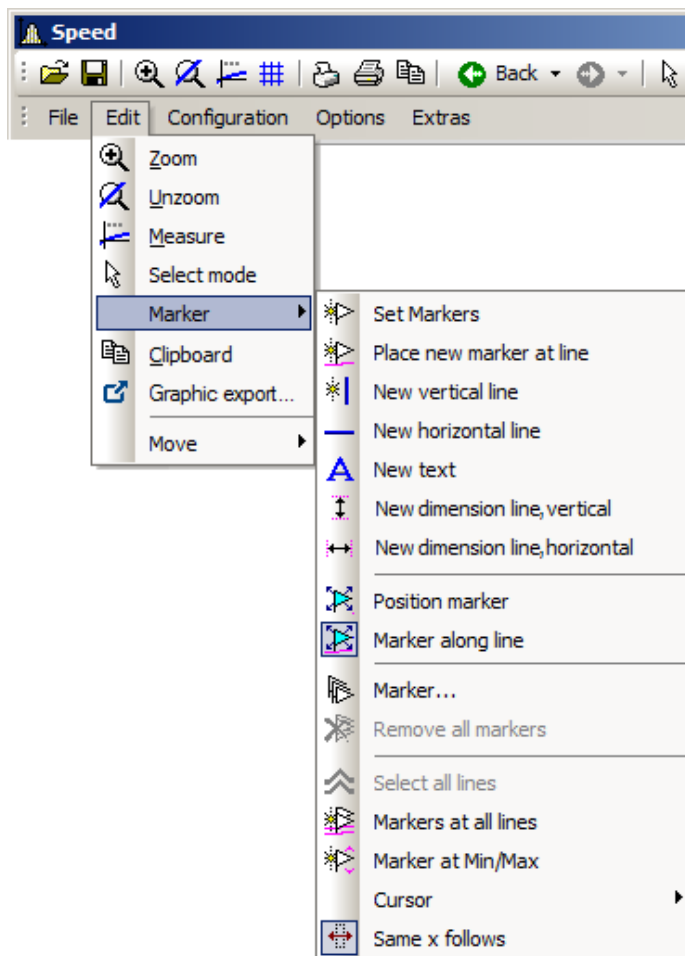 Speed
Back
File Edit Configuration Options Extras
Zoom
Unzoom
Measure
Select mode
Marker
Clipboard
Graphic export...
Move
Set Markers
Place new marker at line
New vertical line
New horizontal line
New text
New dimension line,vertical
New dimension line,horizontal
Position marker
Marker along line
Marker...
Remove all markers
Select all lines
Markers at all lines
Marker at Min/Max
Cursor
Same x follows